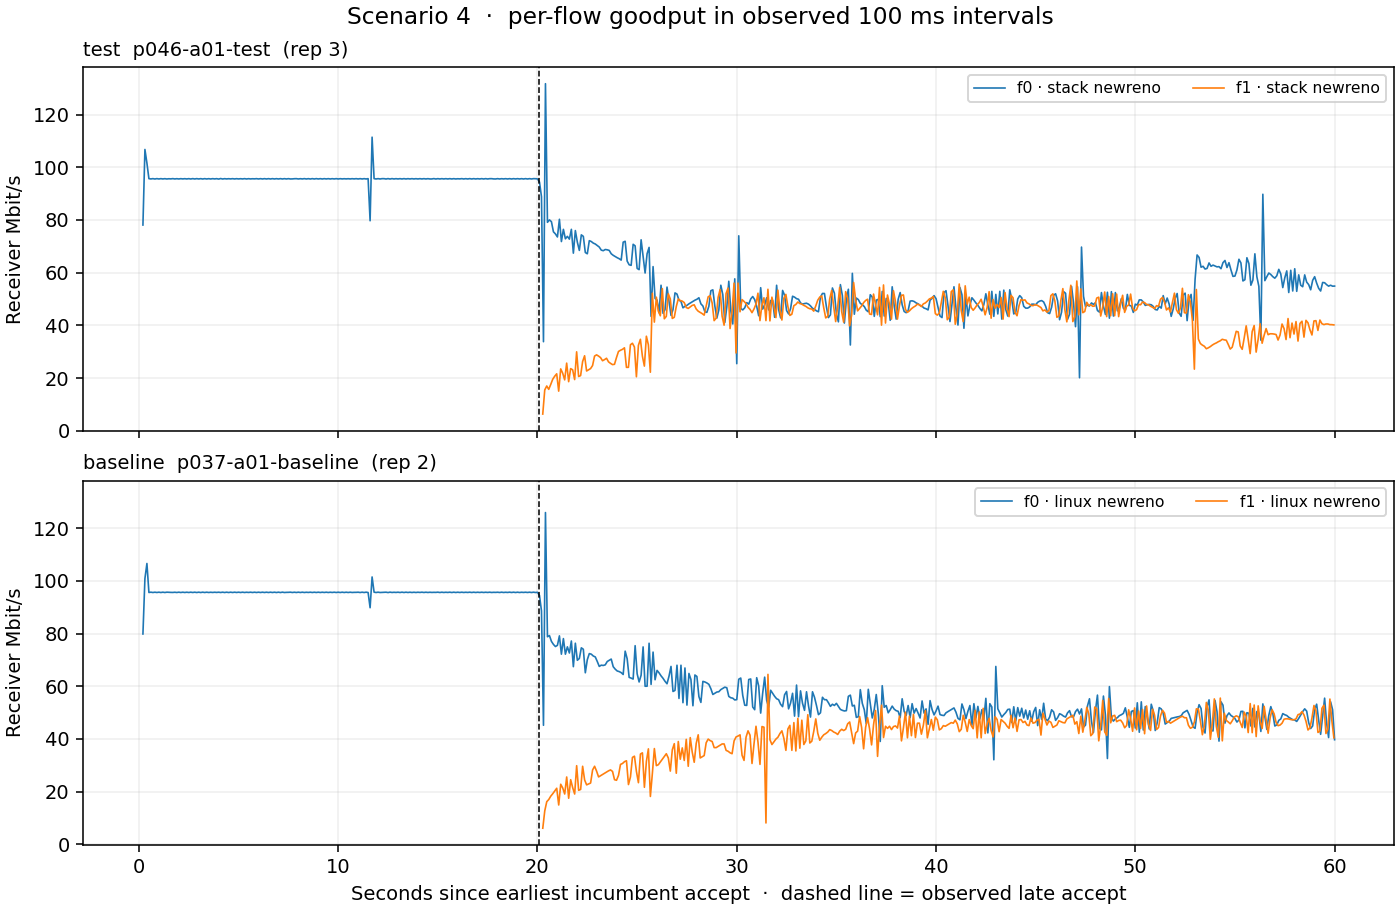 Scenario 4 · per-flow goodput in observed 100 ms intervals
test p046-a01-test (rep 3)
f0 · stack newreno
f1 · stack newreno
Receiver Mbit/s
120
100
80
60
40
20
0
baseline p037-a01-baseline (rep 2)
f0 · linux newreno
f1 · linux newreno
Receiver Mbit/s
120
100
80
60
40
20
0
0 10 20 30 40 50 60
Seconds since earliest incumbent accept · dashed line = observed late accept